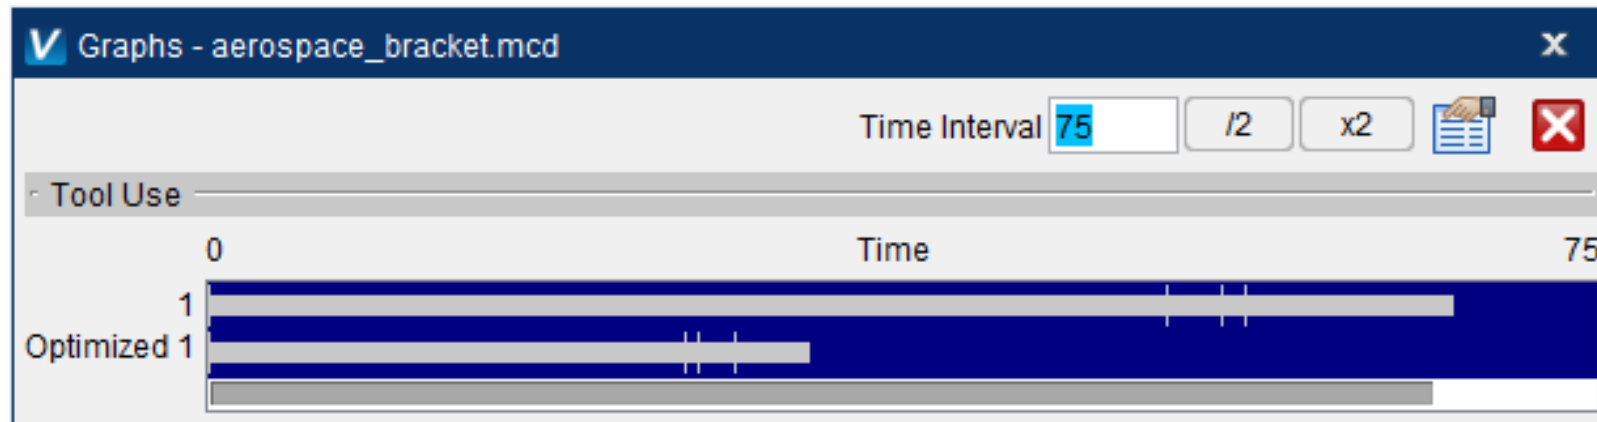 Graphs - aerospace_bracket.mcd
Time Interval 75 /2 x2
Tool Use
0 Time 75
1
Optimized 1